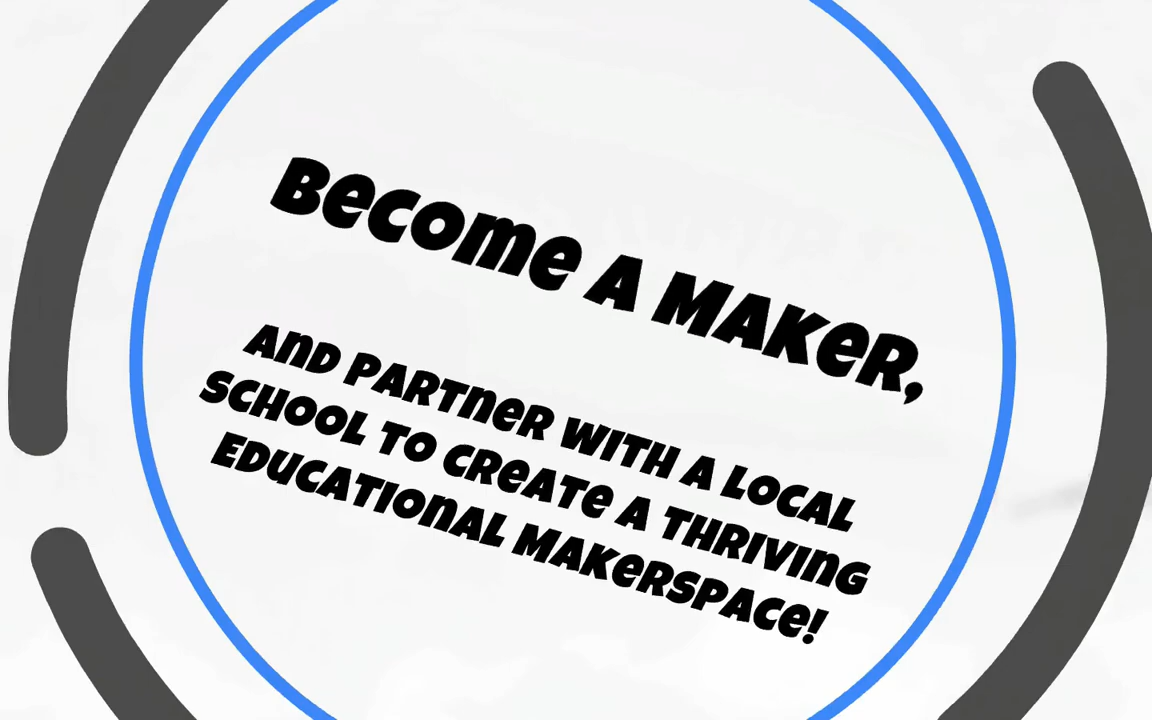 Become A Maker,
and partner with a local
school to create a thriving
educational makerspace!